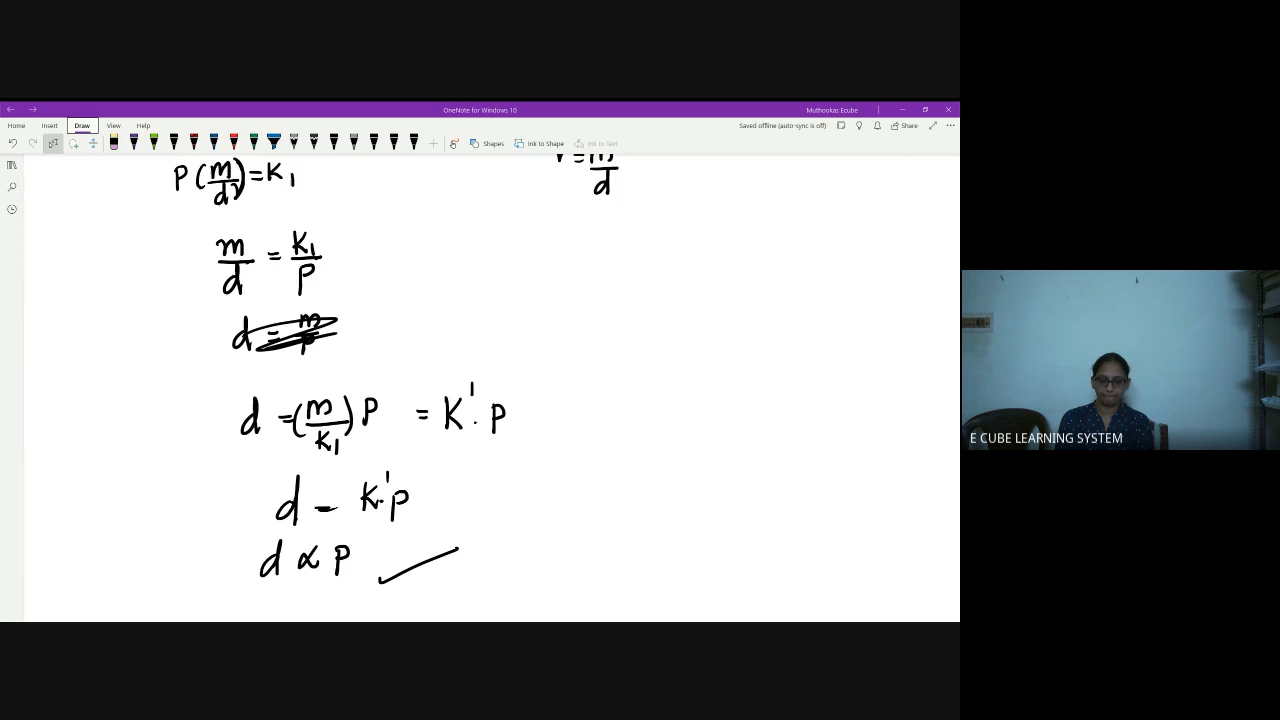 OneNote for Windows 10
Muthookas Ecube
Home Insert Draw View Help
Saved offline (auto-sync is off)
Share
Shapes
Ink to Shape
Ink to Text
P(m/d) = K₁
V = m/d
m/d = K₁/P
d = m/P
d = (m/K₁) P = K'. P
d = K.'P
d ∝ P
E CUBE LEARNING SYSTEM